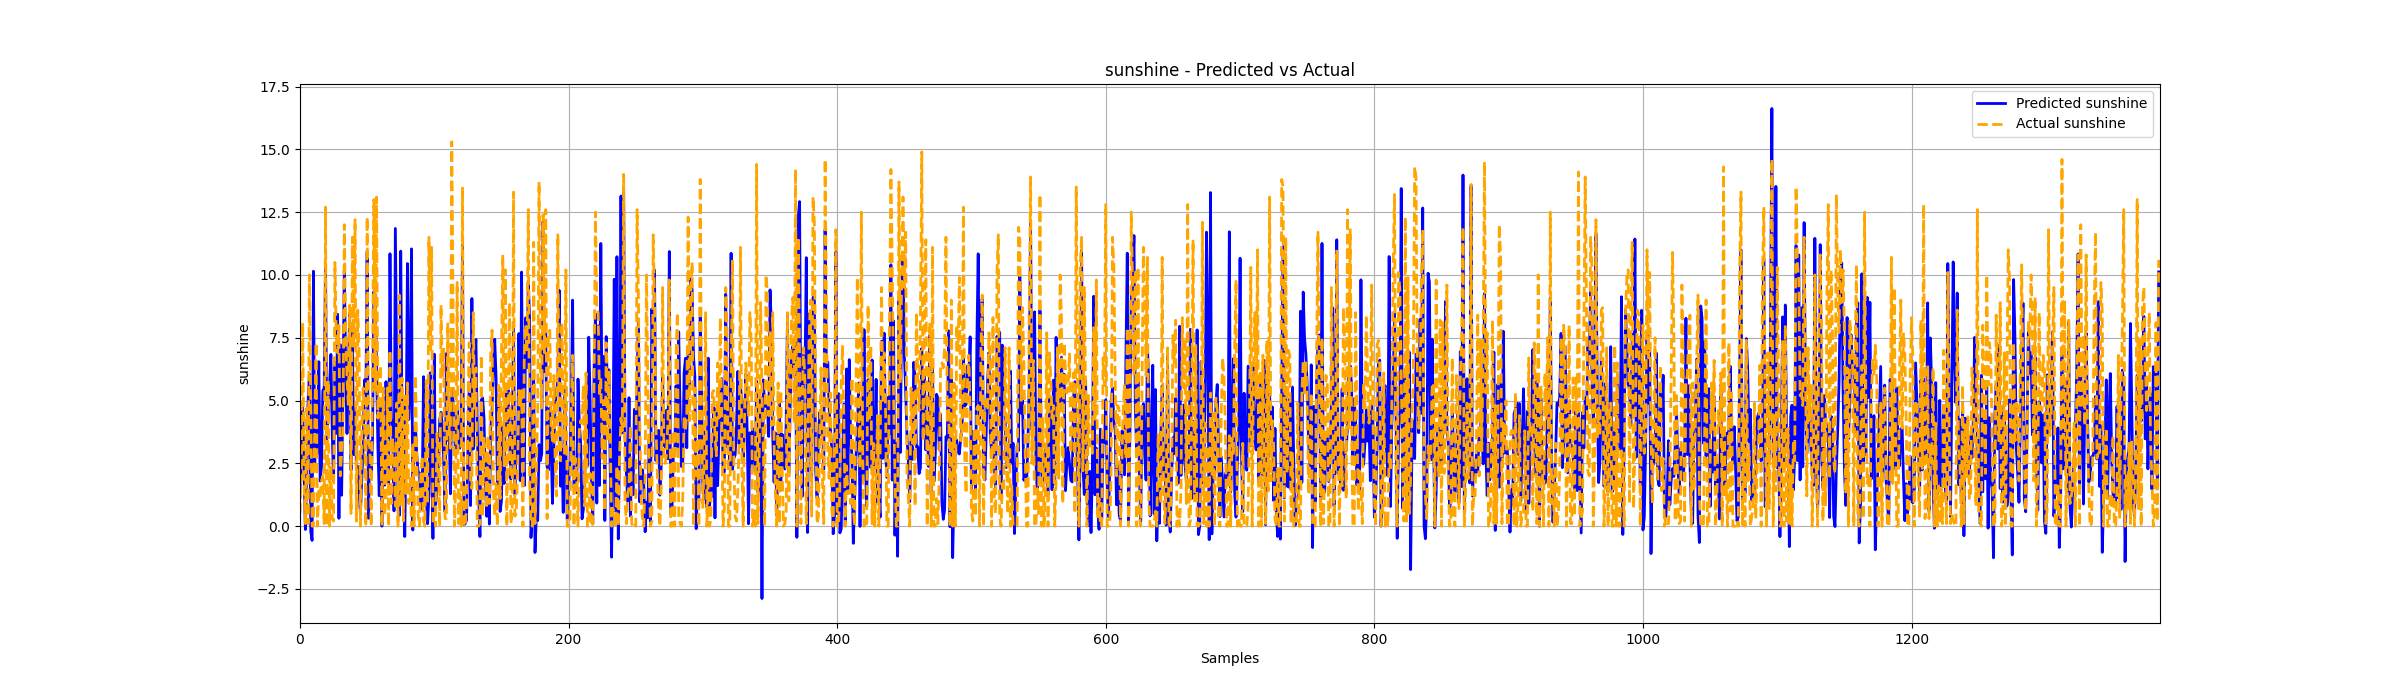 sunshine - Predicted vs Actual
17.5
15.0
12.5
10.0
7.5
5.0
2.5
0.0
−2.5
sunshine
Predicted sunshine
Actual sunshine
0 200 400 600 800 1000 1200
Samples